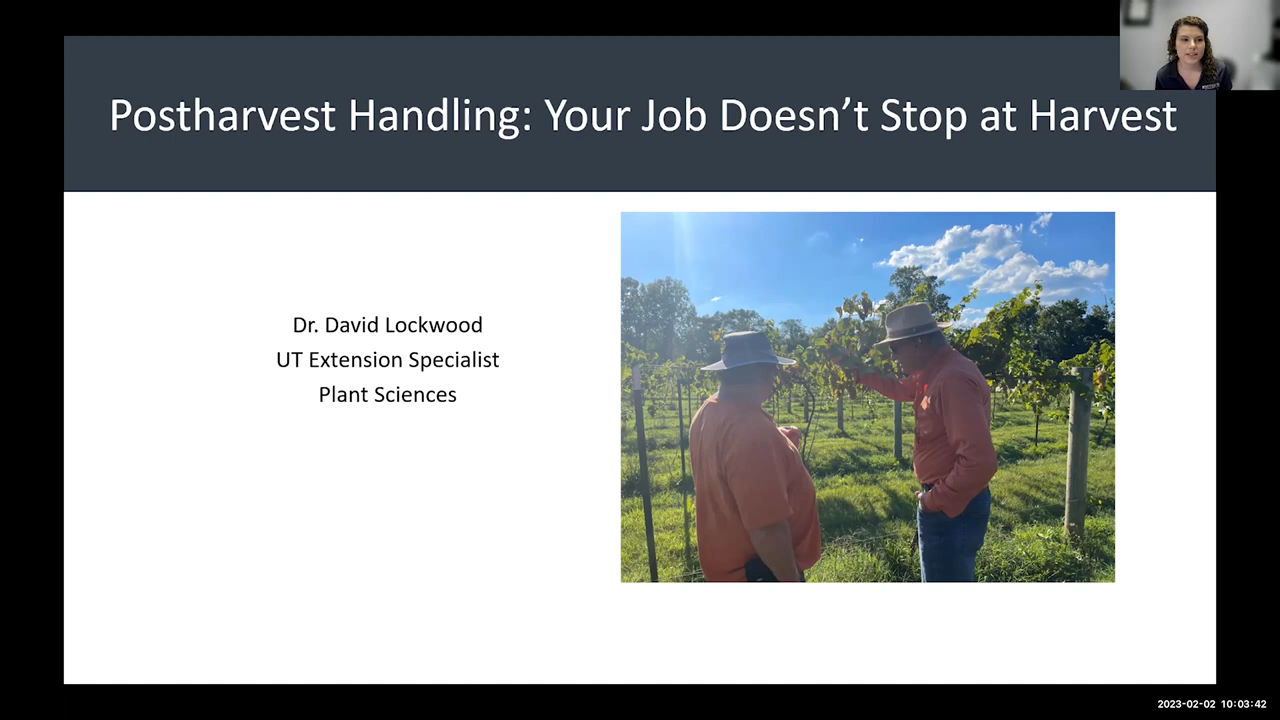 Postharvest Handling: Your Job Doesn’t Stop at Harvest
Dr. David Lockwood
UT Extension Specialist
Plant Sciences
2023-02-02 10:03:42